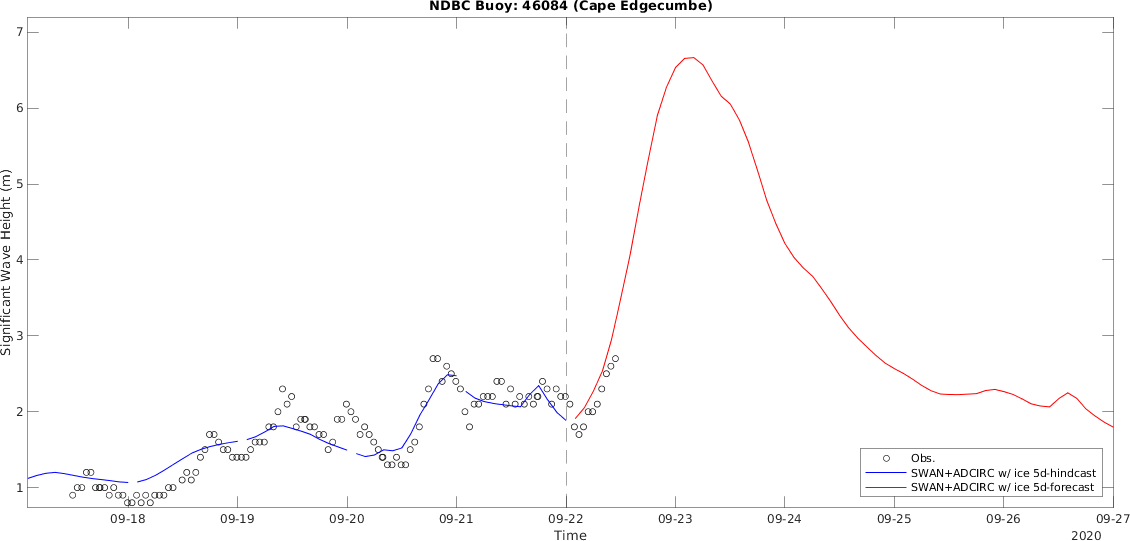 NDBC Buoy: 46084 (Cape Edgecumbe)
Significant Wave Height (m)
7
6
5
4
3
2
1
Obs.
SWAN+ADCIRC w/ ice 5d-hindcast
SWAN+ADCIRC w/ ice 5d-forecast
09-18 09-19 09-20 09-21 09-22 09-23 09-24 09-25 09-26 09-27
Time
2020